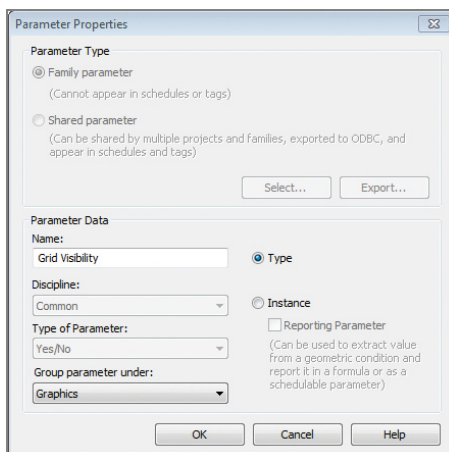 Parameter Properties
Parameter Type
Family parameter
(Cannot appear in schedules or tags)
Shared parameter
(Can be shared by multiple projects and families, exported to ODBC, and
appear in schedules and tags)
Select... Export...
Parameter Data
Name:
Grid Visibility
Type
Discipline:
Common
Instance
Reporting Parameter
Type of Parameter:
Yes/No
(Can be used to extract value
from a geometric condition and
report it in a formula or as a
schedulable parameter)
Group parameter under:
Graphics
OK Cancel Help